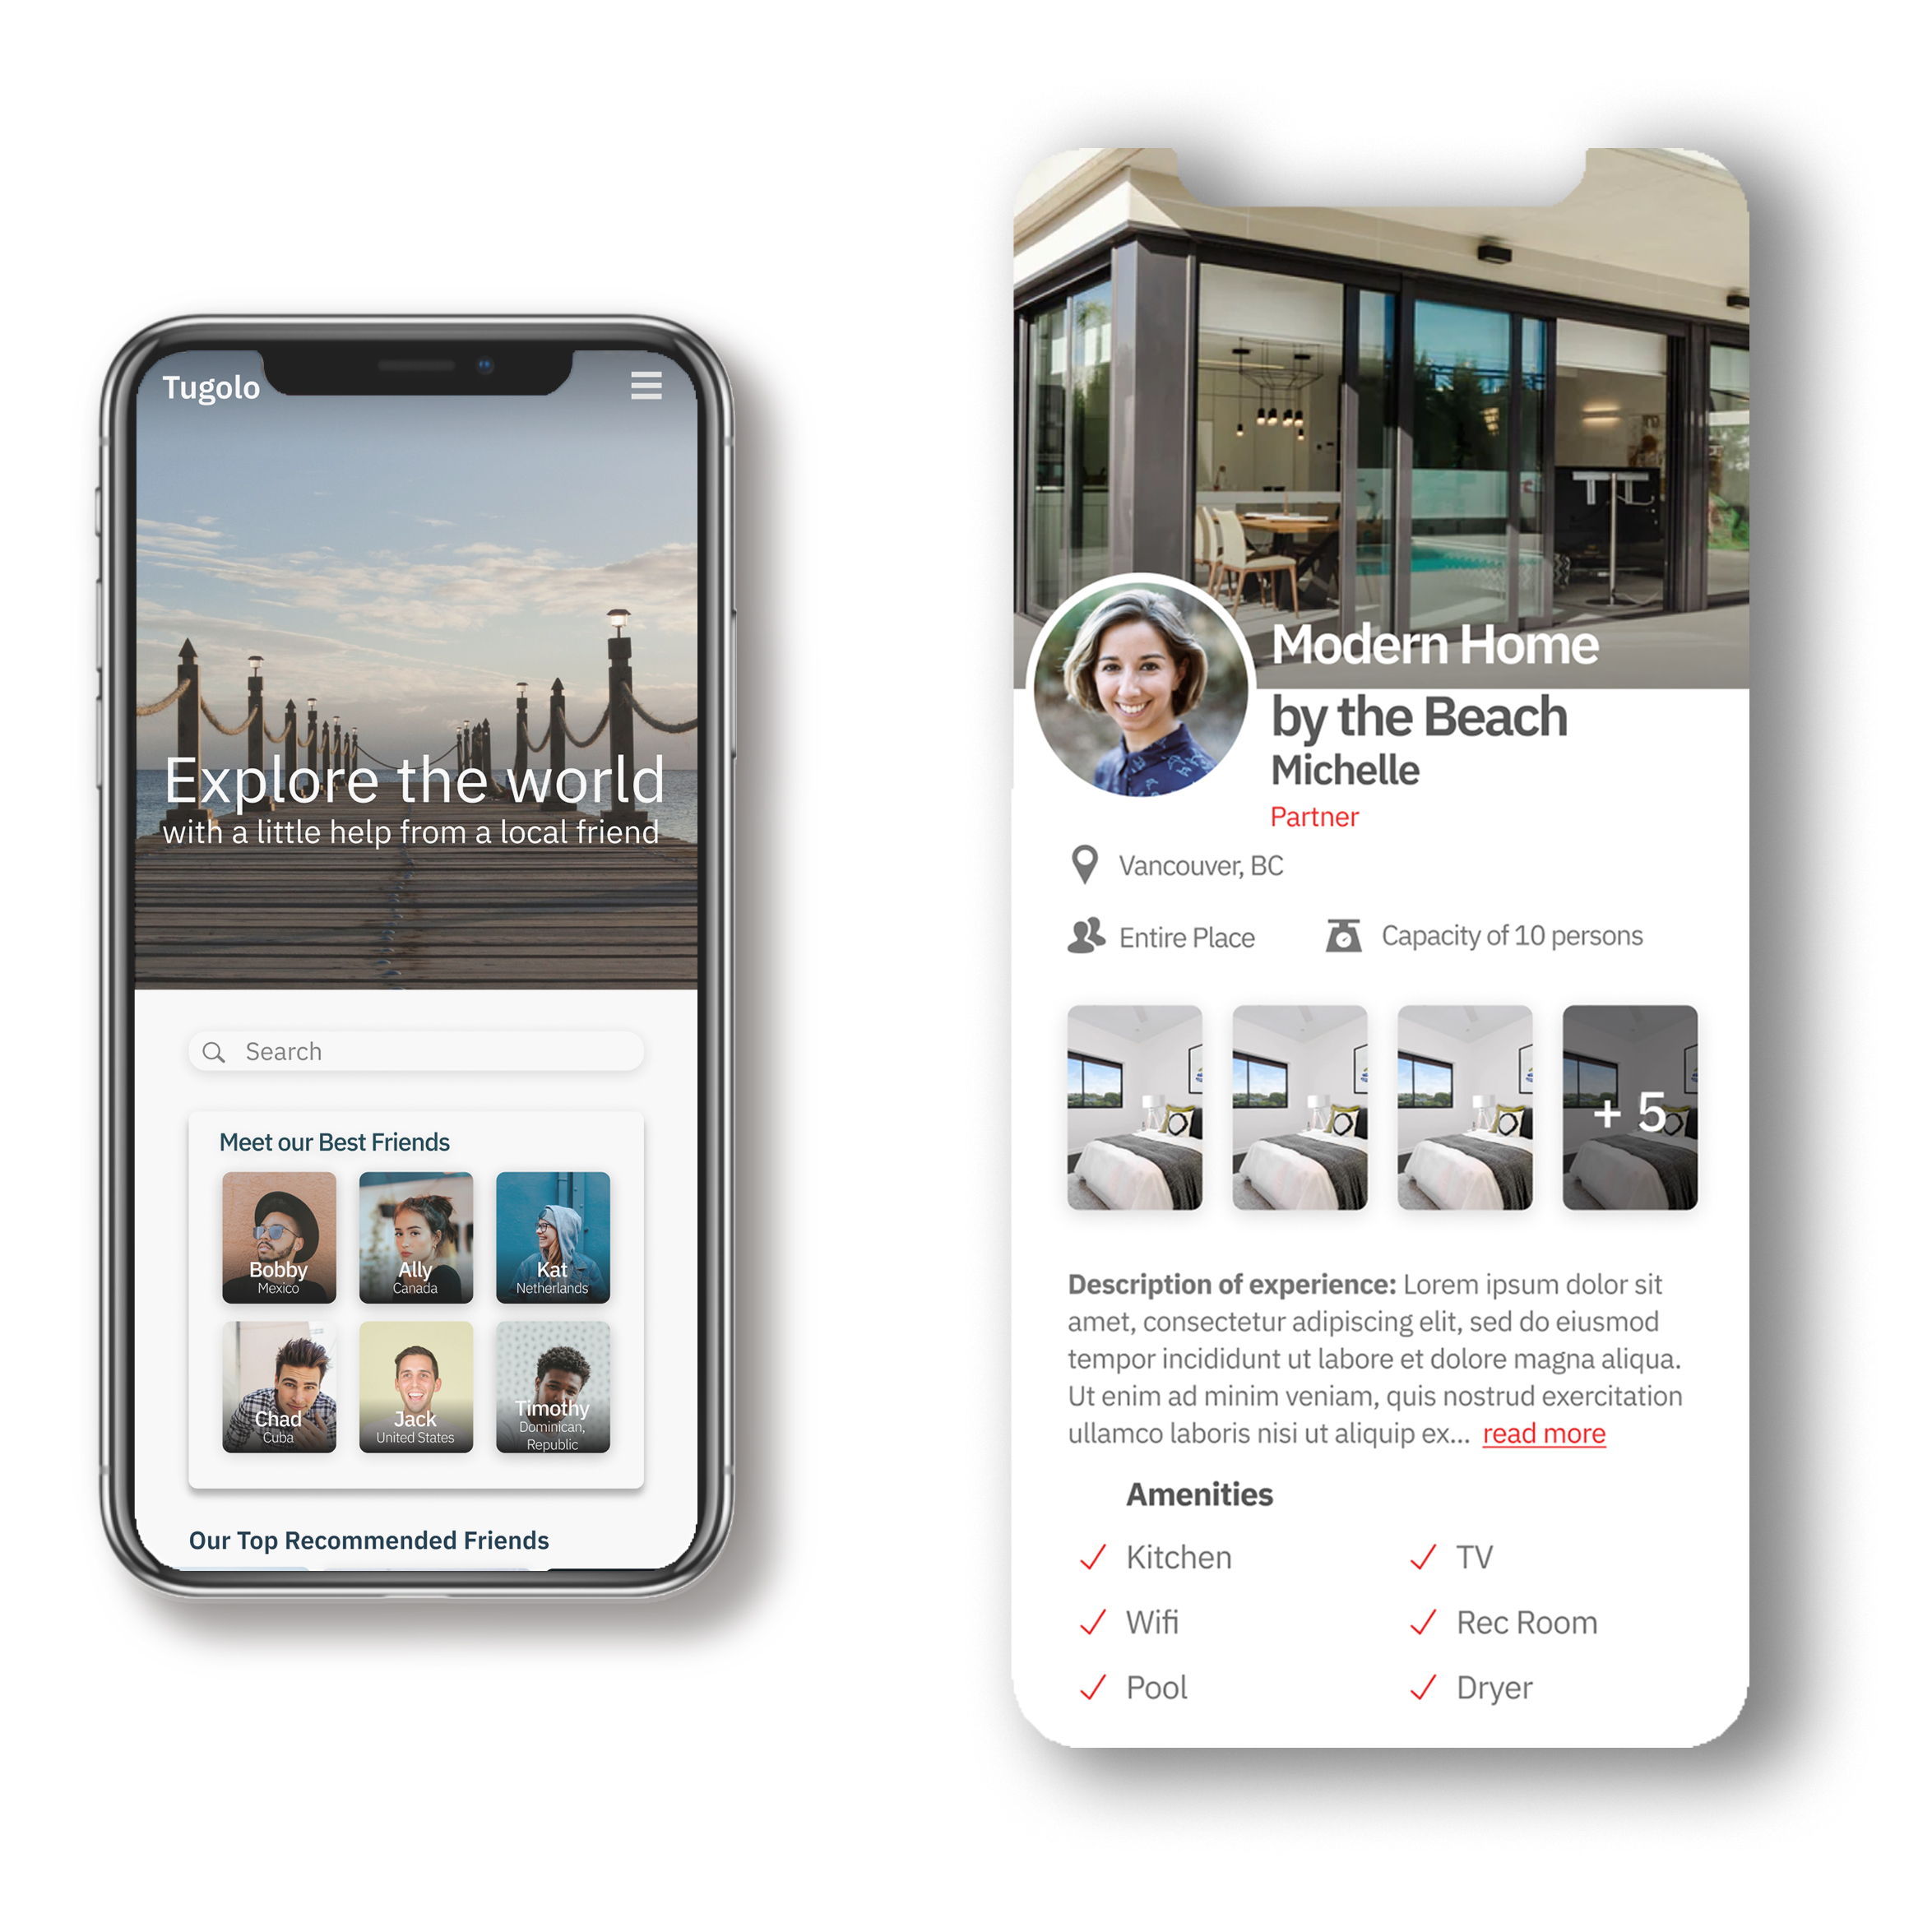 Tugolo
Explore the world
with a little help from a local friend
Search
Meet our Best Friends
Bobby
Mexico
Ally
Canada
Kat
Netherlands
Chad
Cuba
Jack
United States
Timothy
Dominican,
Republic
Our Top Recommended Friends
Modern Home
by the Beach
Michelle
Partner
Vancouver, BC
Entire Place
Capacity of 10 persons
+ 5
Description of experience: Lorem ipsum dolor sit
amet, consectetur adipiscing elit, sed do eiusmod
tempor incididunt ut labore et dolore magna aliqua.
Ut enim ad minim veniam, quis nostrud exercitation
ullamco laboris nisi ut aliquip ex... read more
Amenities
Kitchen
TV
Wifi
Rec Room
Pool
Dryer